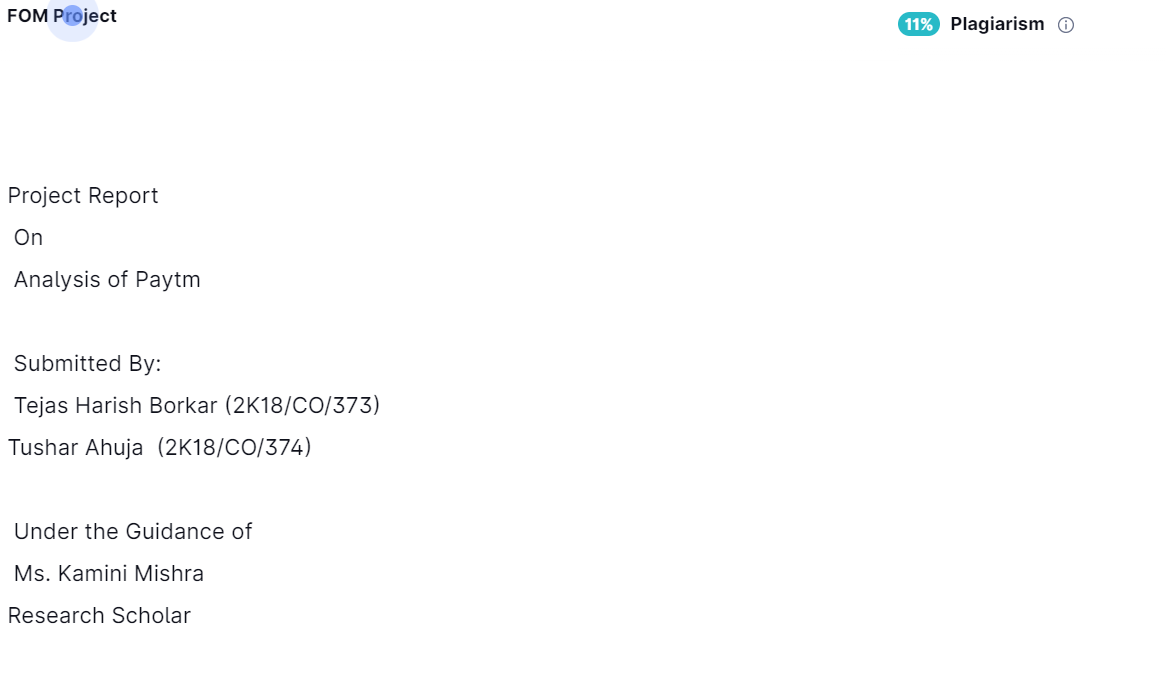 FOM Project
11% Plagiarism
Project Report
On
Analysis of Paytm
Submitted By:
Tejas Harish Borkar (2K18/CO/373)
Tushar Ahuja (2K18/CO/374)
Under the Guidance of
Ms. Kamini Mishra
Research Scholar